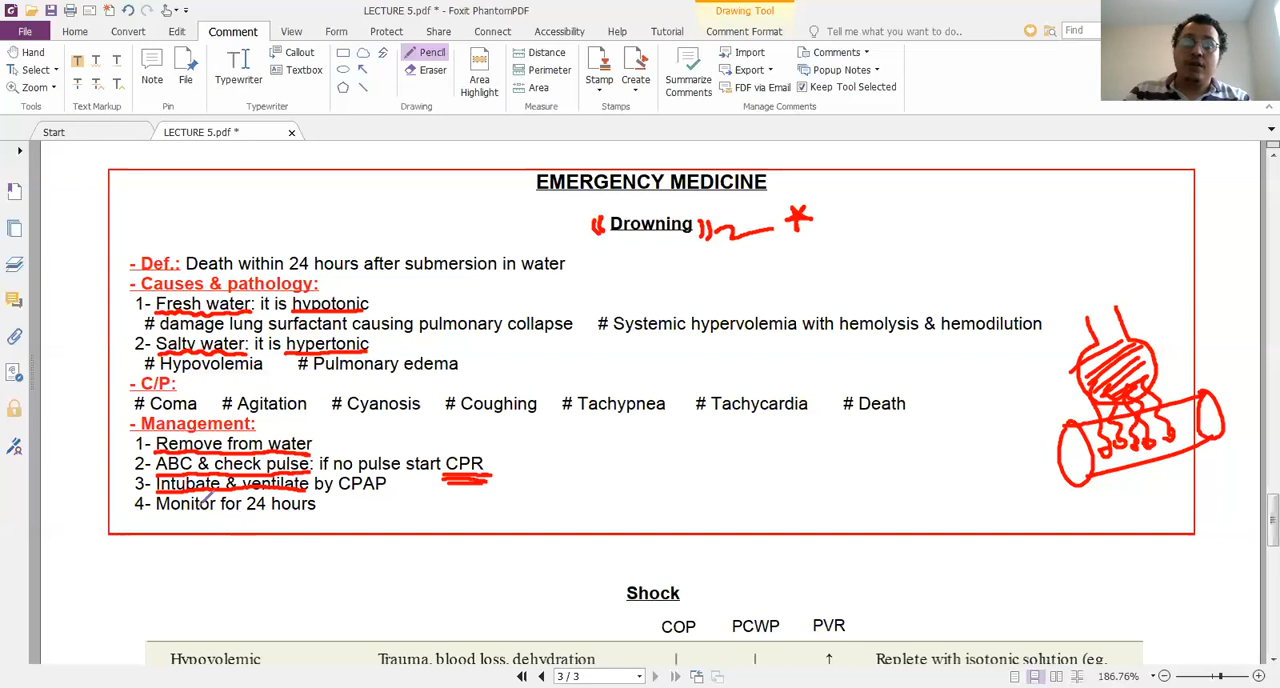 LECTURE 5.pdf * - Foxit PhantomPDF
Drawing Tool
File Home Convert Edit Comment View Form Protect Share Connect Accessibility Help Tutorial Comment Format Tell me what you want to do.. Find
Hand
Select
Zoom
Tools
T T T
T T T
Text Markup
Note
File
Pin
Typewriter
Callout
Textbox
Typewriter
Pencil
Eraser
Drawing
Area
Highlight
Distance
Perimeter
Area
Measure
Stamp
Create
Stamps
Summarize
Comments
Import
Export
FDF via Email
Comments
Popup Notes
Keep Tool Selected
Manage Comments
Start
LECTURE 5.pdf *
EMERGENCY MEDICINE
Drowning
- Def.: Death within 24 hours after submersion in water
- Causes & pathology:
1- Fresh water: it is hypotonic
# damage lung surfactant causing pulmonary collapse # Systemic hypervolemia with hemolysis & hemodilution
2- Salty water: it is hypertonic
# Hypovolemia # Pulmonary edema
- C/P:
# Coma # Agitation # Cyanosis # Coughing # Tachypnea # Tachycardia # Death
- Management:
1- Remove from water
2- ABC & check pulse: if no pulse start CPR
3- Intubate & ventilate by CPAP
4- Monitor for 24 hours
Shock
COP PCWP PVR
Hypovolemic Trauma, blood loss, dehydration ↑ Replete with isotonic solution (eg.
3 / 3
186.76%